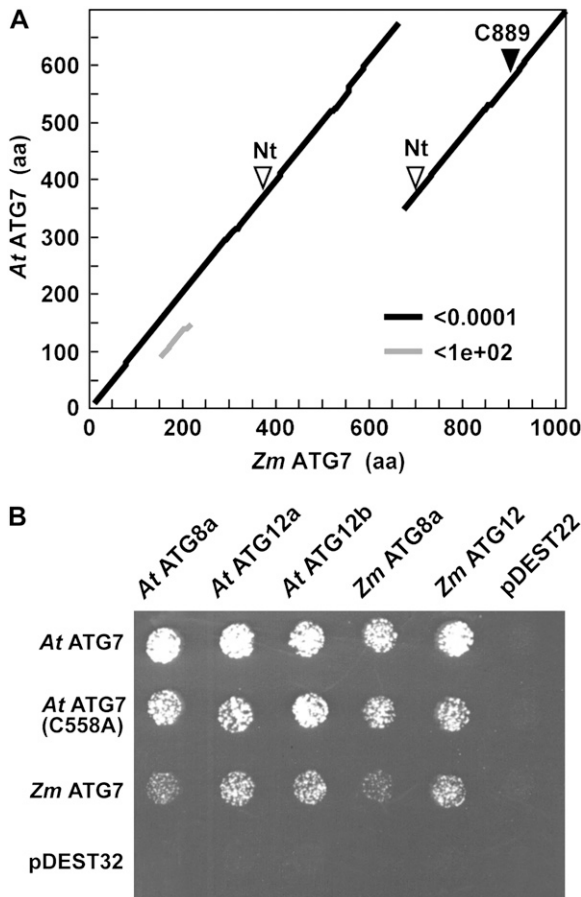 A
600
500
400
300
200
100
0
At ATG7 (aa)
Nt
Nt
C889
<0.0001
<1e+02
0
200
400
600
800
1000
Zm ATG7 (aa)
B
At ATG8a
At ATG12a
At ATG12b
Zm ATG8a
Zm ATG12
pDEST22
At ATG7
At ATG7
(C558A)
Zm ATG7
pDEST32